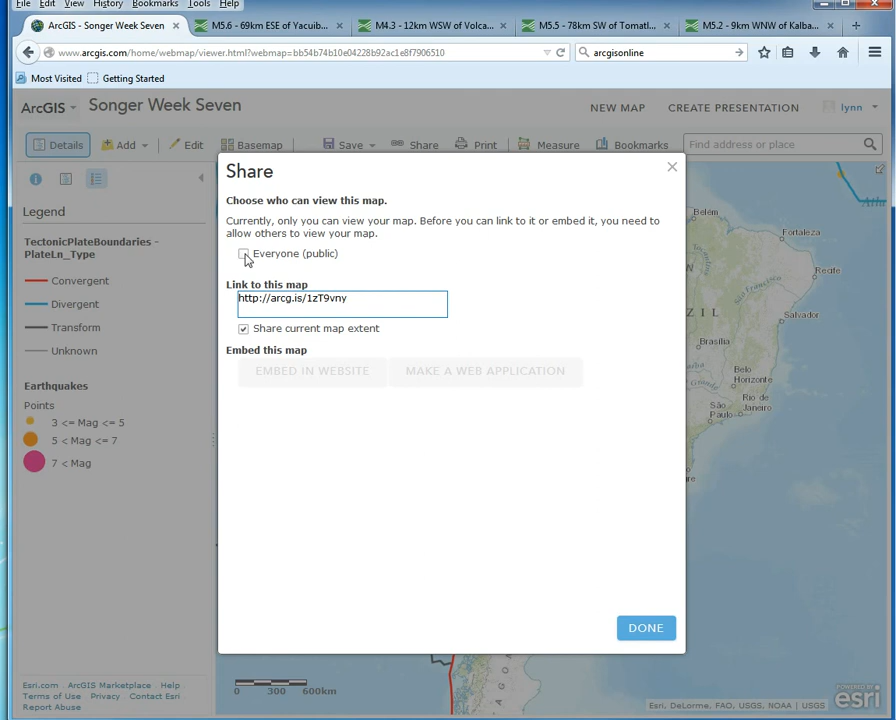 File Edit View History Bookmarks Tools Help
ArcGIS - Songer Week Seven
M5.6 - 69km ESE of Yacuib...
M4.3 - 12km WSW of Volca...
M5.5 - 78km SW of Tomatl...
M5.2 - 9km WNW of Kalba...
www.arcgis.com/home/webmap/viewer.html?webmap=bb54b74b10e04228b92ac1e8f7960510
arcgisonline
Most Visited
Getting Started
ArcGIS
Songer Week Seven
NEW MAP
CREATE PRESENTATION
lynn
Details
Add
Edit
Basemap
Save
Share
Print
Measure
Bookmarks
Find address or place
Legend
TectonicPlateBoundaries -
PlateLn_Type
Convergent
Divergent
Transform
Unknown
Earthquakes
Points
3 <= Mag <= 5
5 < Mag <= 7
7 < Mag
Share
Choose who can view this map.
Currently, only you can view your map. Before you can link to it or embed it, you need to
allow others to view your map.
Everyone (public)
Link to this map
http://arcg.is/1zT9vny
Share current map extent
Embed this map
EMBED IN WEBSITE
MAKE A WEB APPLICATION
DONE
Belém
Fortaleza
Recife
Salvador
Z I L
Brasília
Belo
Horizonte
São
Paulo
Rio de
Janeiro
0 300 600km
Esri.com
ArcGIS Marketplace
Help
Terms of Use
Privacy
Contact Esri
Report Abuse
Esri, DeLorme, FAO, USGS, NOAA | USGS
POWERED BY
esri